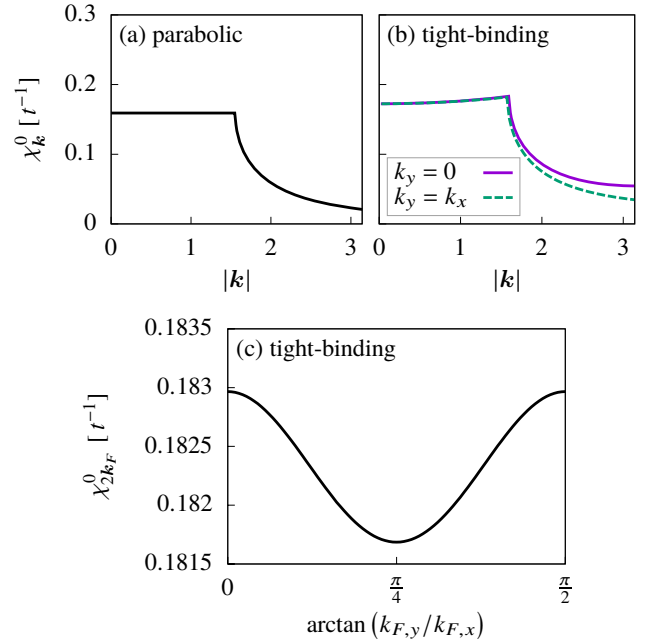 (a) parabolic
(b) tight-binding
χ⁰_𝒌 [ t⁻¹ ]
0.3
0.2
0.1
0
0 1 2 3
|𝒌|
k_y = 0
k_y = k_x
0 1 2 3
|𝒌|
(c) tight-binding
χ⁰_{2𝒌_F} [ t⁻¹ ]
0.1835
0.183
0.1825
0.182
0.1815
0 π/4 π/2
arctan (k_{F,y}/k_{F,x})